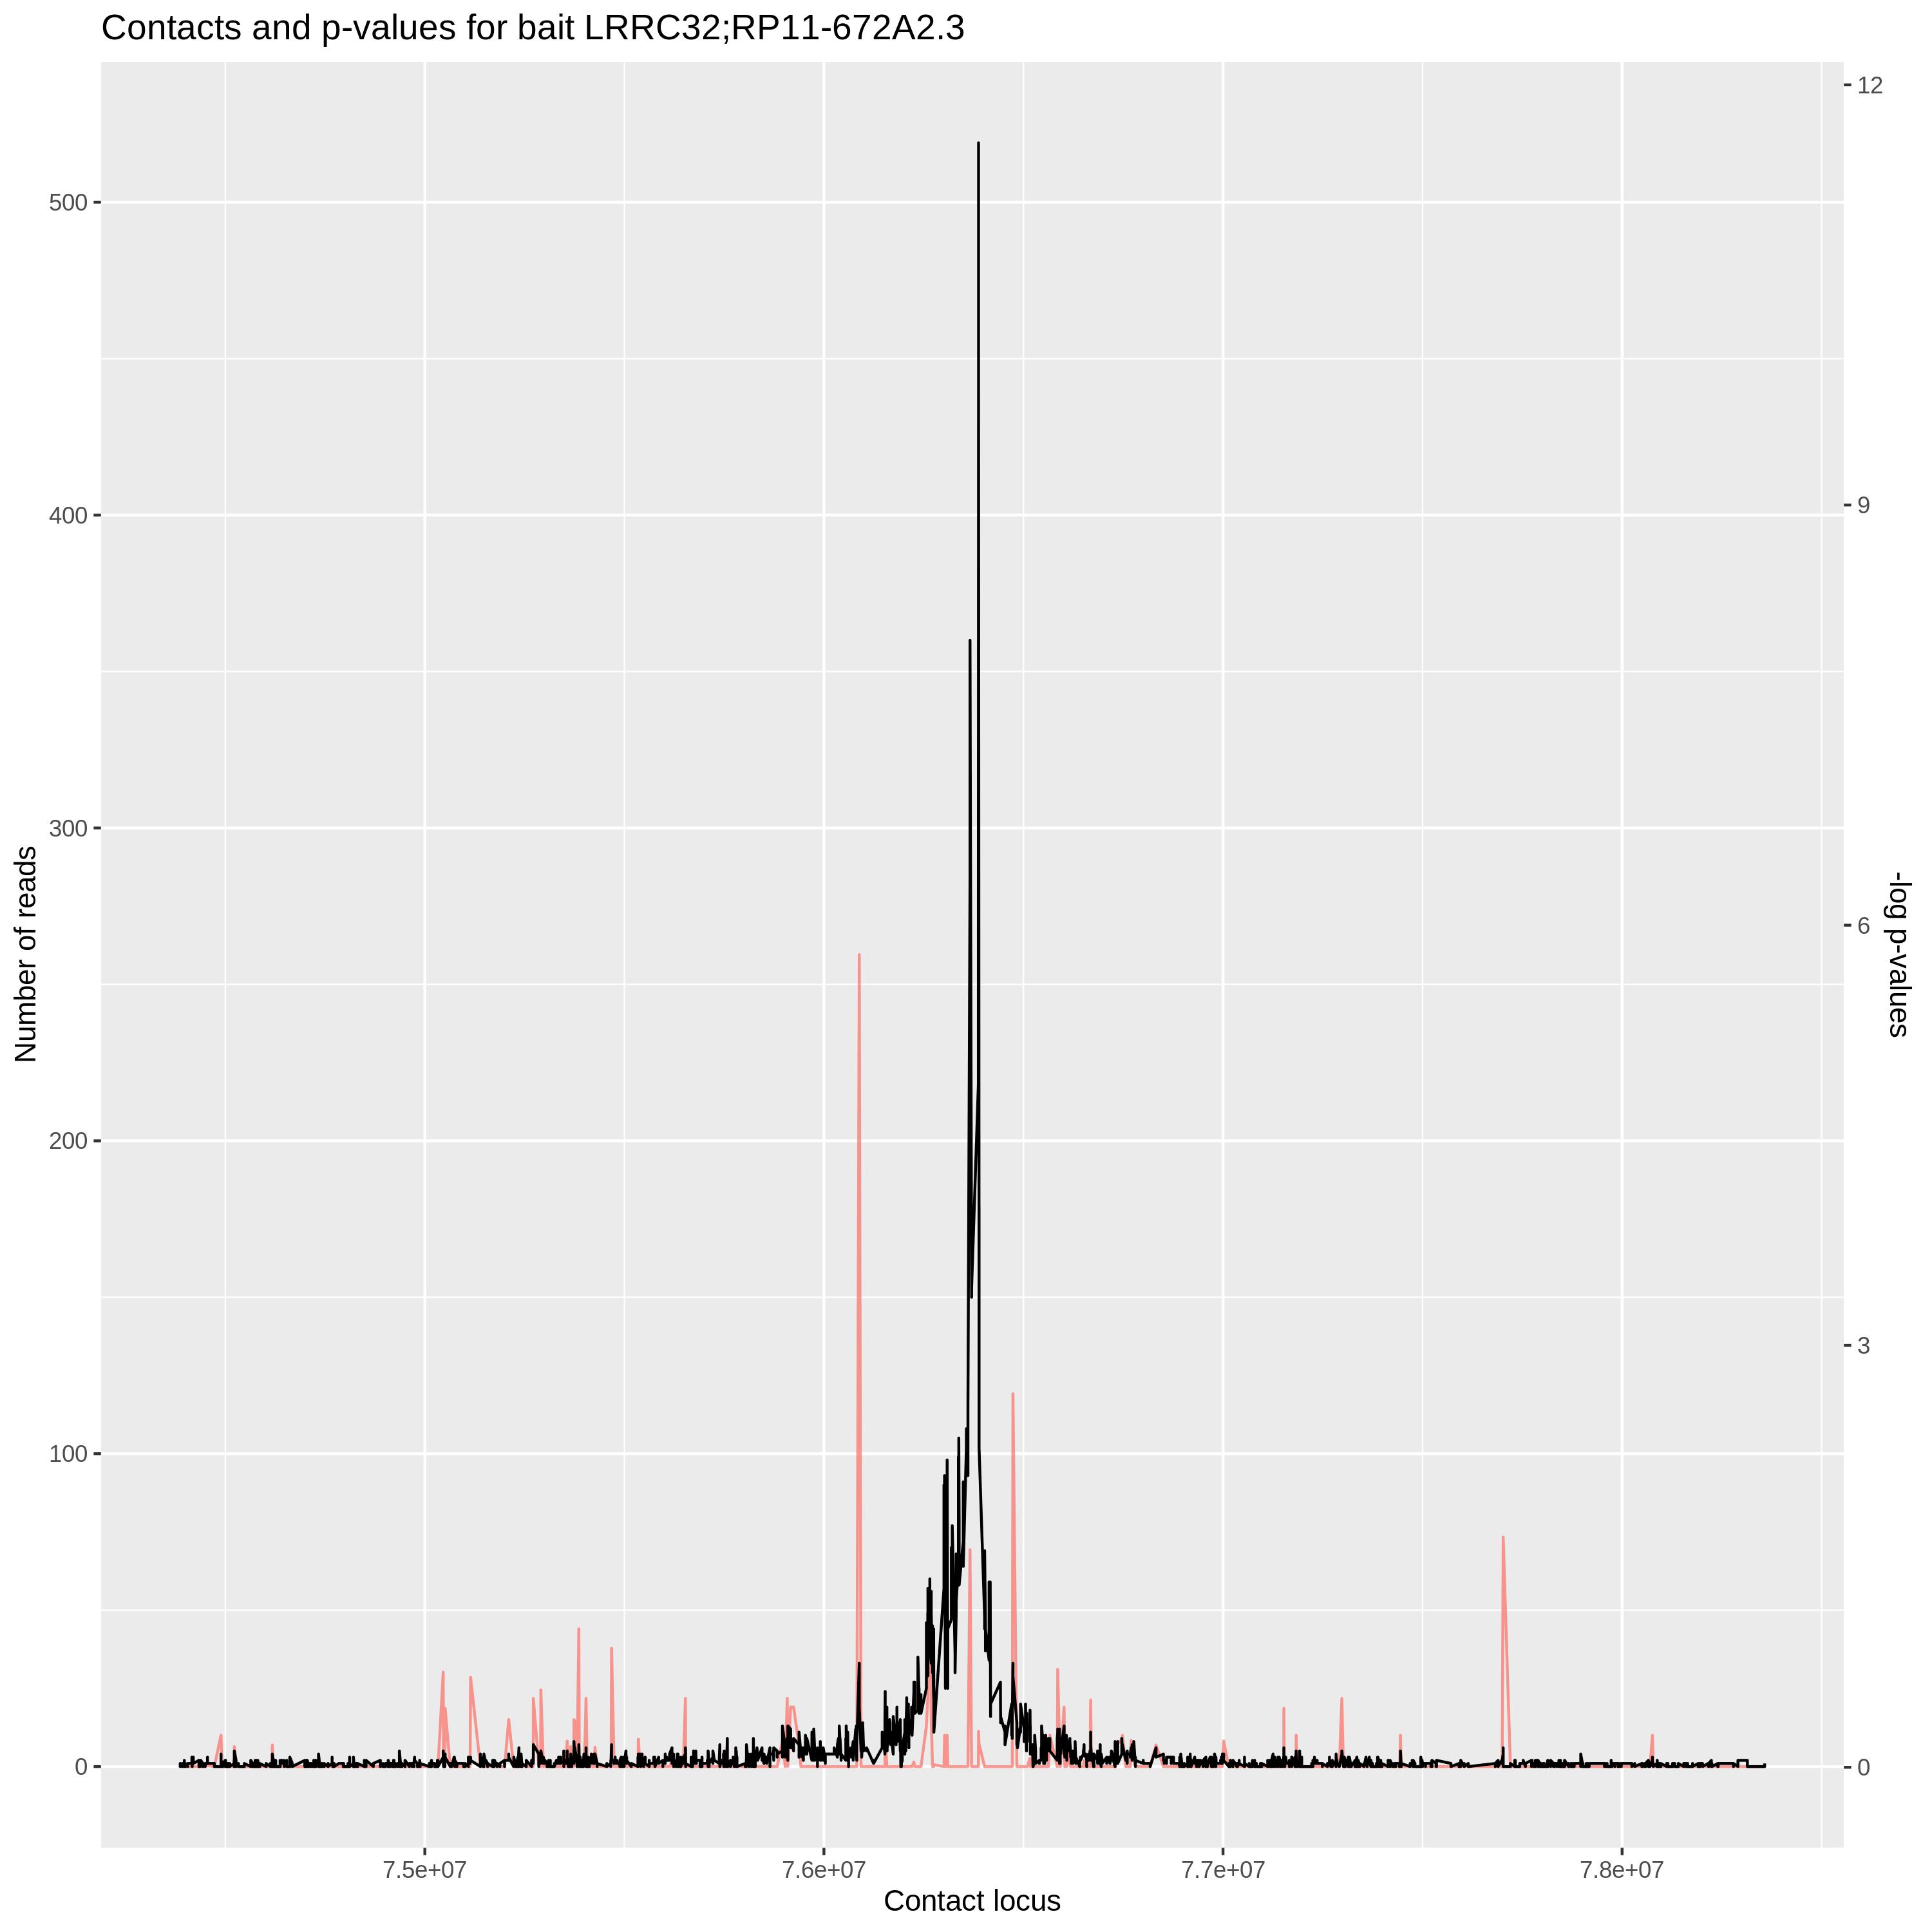 Contacts and p-values for bait LRRC32;RP11-672A2.3
12
500
9
400
300
6
200
3
100
0
0
Number of reads
-log p-values
7.5e+07
7.6e+07
7.7e+07
7.8e+07
Contact locus